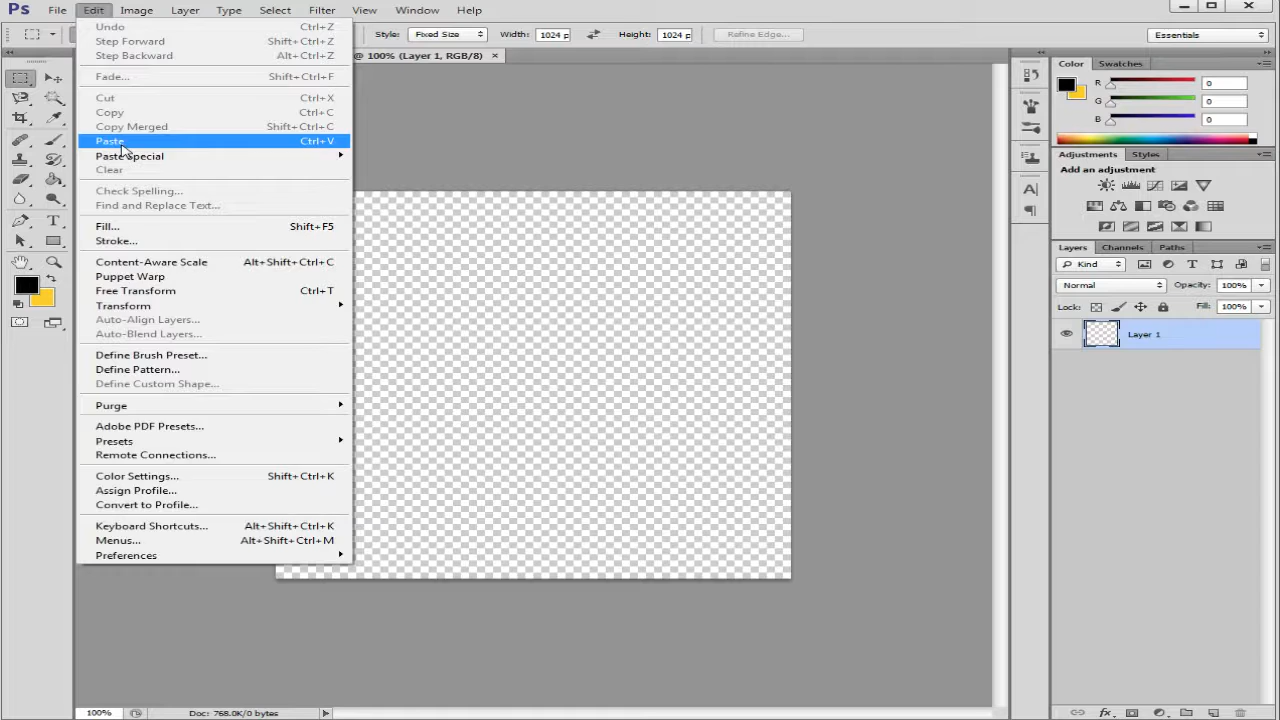 Ps File Edit Image Layer Type Select Filter View Window Help
Style: Fixed Size Width: 1024 p Height: 1024 p Refine Edge... Essentials
@ 100% (Layer 1, RGB/8) ×
Undo Ctrl+Z
Step Forward Shift+Ctrl+Z
Step Backward Alt+Ctrl+Z
Fade... Shift+Ctrl+F
Cut Ctrl+X
Copy Ctrl+C
Copy Merged Shift+Ctrl+C
Paste Ctrl+V
Paste Special
Clear
Check Spelling...
Find and Replace Text...
Fill... Shift+F5
Stroke...
Content-Aware Scale Alt+Shift+Ctrl+C
Puppet Warp
Free Transform Ctrl+T
Transform
Auto-Align Layers...
Auto-Blend Layers...
Define Brush Preset...
Define Pattern...
Define Custom Shape...
Purge
Adobe PDF Presets...
Presets
Remote Connections...
Color Settings... Shift+Ctrl+K
Assign Profile...
Convert to Profile...
Keyboard Shortcuts... Alt+Shift+Ctrl+K
Menus... Alt+Shift+Ctrl+M
Preferences
Color Swatches
R 0
G 0
B 0
Adjustments Styles
Add an adjustment
Layers Channels Paths
Kind
Normal Opacity: 100%
Lock: Fill: 100%
Layer 1
100% Doc: 768.0K/0 bytes